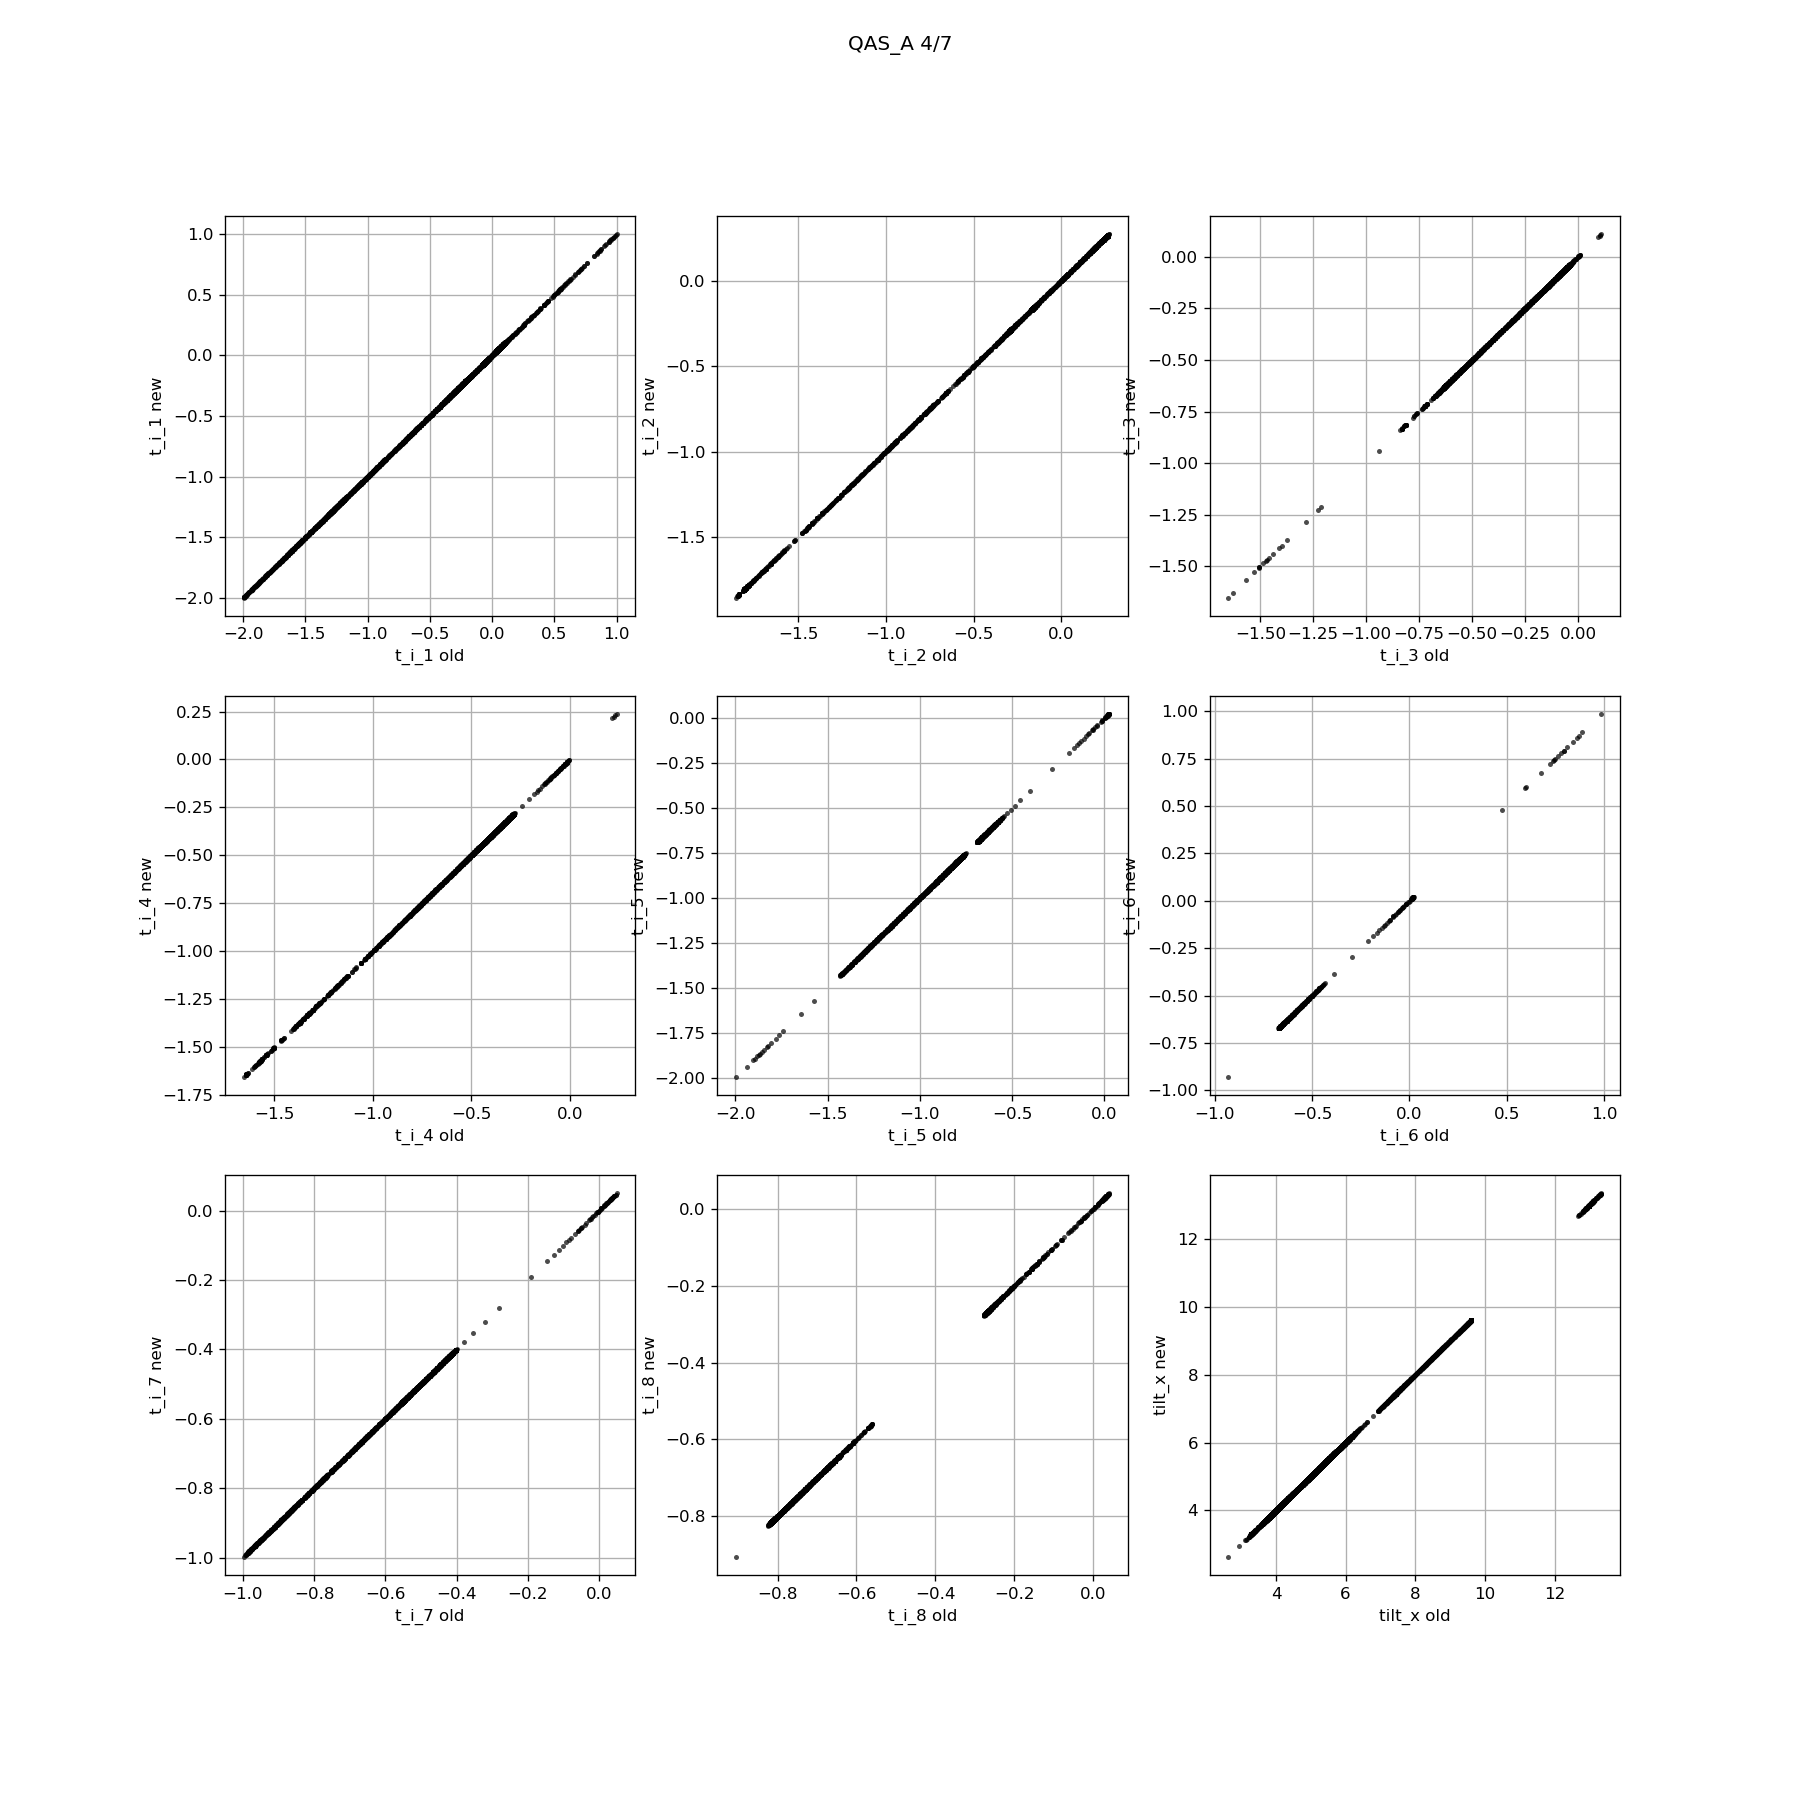 QAS_A 4/7
1.0
0.5
0.0
−0.5
−1.0
−1.5
−2.0
t_i_1 new
−2.0 −1.5 −1.0 −0.5 0.0 0.5 1.0
t_i_1 old
0.0
−0.5
−1.0
−1.5
t_i_2 new
−1.5 −1.0 −0.5 0.0
t_i_2 old
0.00
−0.25
−0.50
−0.75
−1.00
−1.25
−1.50
t_i_3 new
−1.50 −1.25 −1.00 −0.75 −0.50 −0.25 0.00
t_i_3 old
0.25
0.00
−0.25
−0.50
−0.75
−1.00
−1.25
−1.50
−1.75
t_i_4 new
−1.5 −1.0 −0.5 0.0
t_i_4 old
0.00
−0.25
−0.50
−0.75
−1.00
−1.25
−1.50
−1.75
−2.00
t_i_5 new
−2.0 −1.5 −1.0 −0.5 0.0
t_i_5 old
1.00
0.75
0.50
0.25
0.00
−0.25
−0.50
−0.75
−1.00
t_i_6 new
−1.0 −0.5 0.0 0.5 1.0
t_i_6 old
0.0
−0.2
−0.4
−0.6
−0.8
−1.0
t_i_7 new
−1.0 −0.8 −0.6 −0.4 −0.2 0.0
t_i_7 old
0.0
−0.2
−0.4
−0.6
−0.8
t_i_8 new
−0.8 −0.6 −0.4 −0.2 0.0
t_i_8 old
12
10
8
6
4
tilt_x new
4 6 8 10 12
tilt_x old